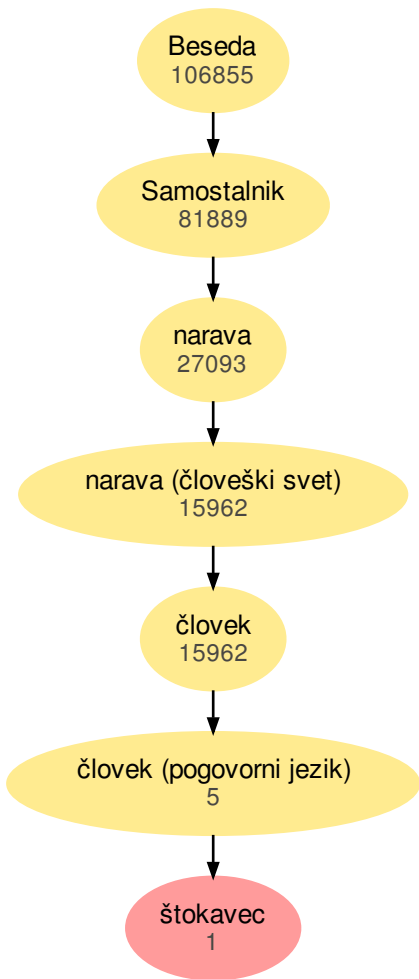 Beseda
106855
Samostalnik
81889
narava
27093
narava (človeški svet)
15962
človek
15962
človek (pogovorni jezik)
5
štokavec
1